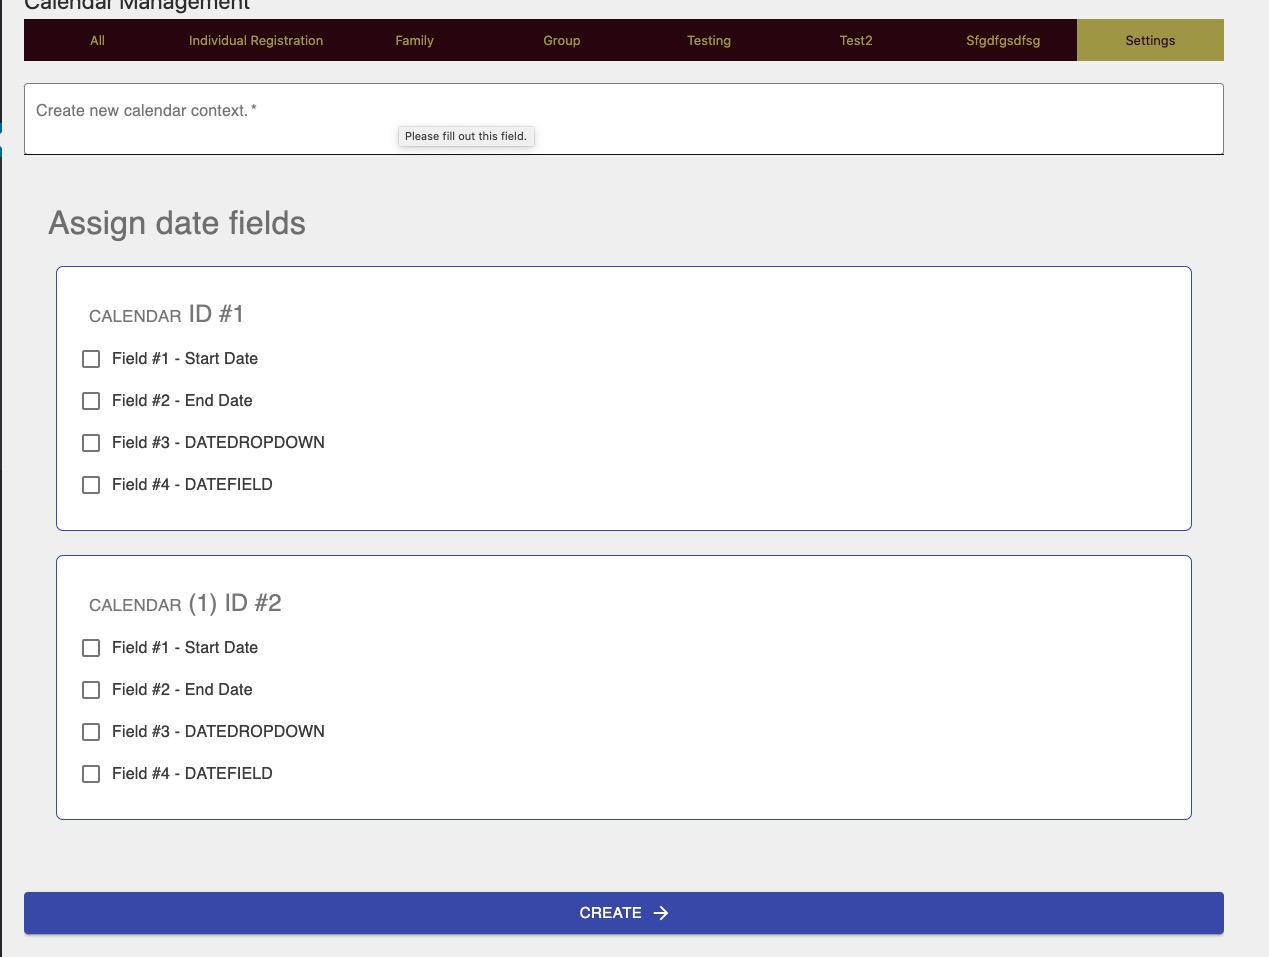 Calendar Management
All Individual Registration Family Group Testing Test2 Sfgdfgsdfsg Settings
Create new calendar context. *
Please fill out this field.
Assign date fields
CALENDAR ID #1
Field #1 - Start Date
Field #2 - End Date
Field #3 - DATEDROPDOWN
Field #4 - DATEFIELD
CALENDAR (1) ID #2
Field #1 - Start Date
Field #2 - End Date
Field #3 - DATEDROPDOWN
Field #4 - DATEFIELD
CREATE →